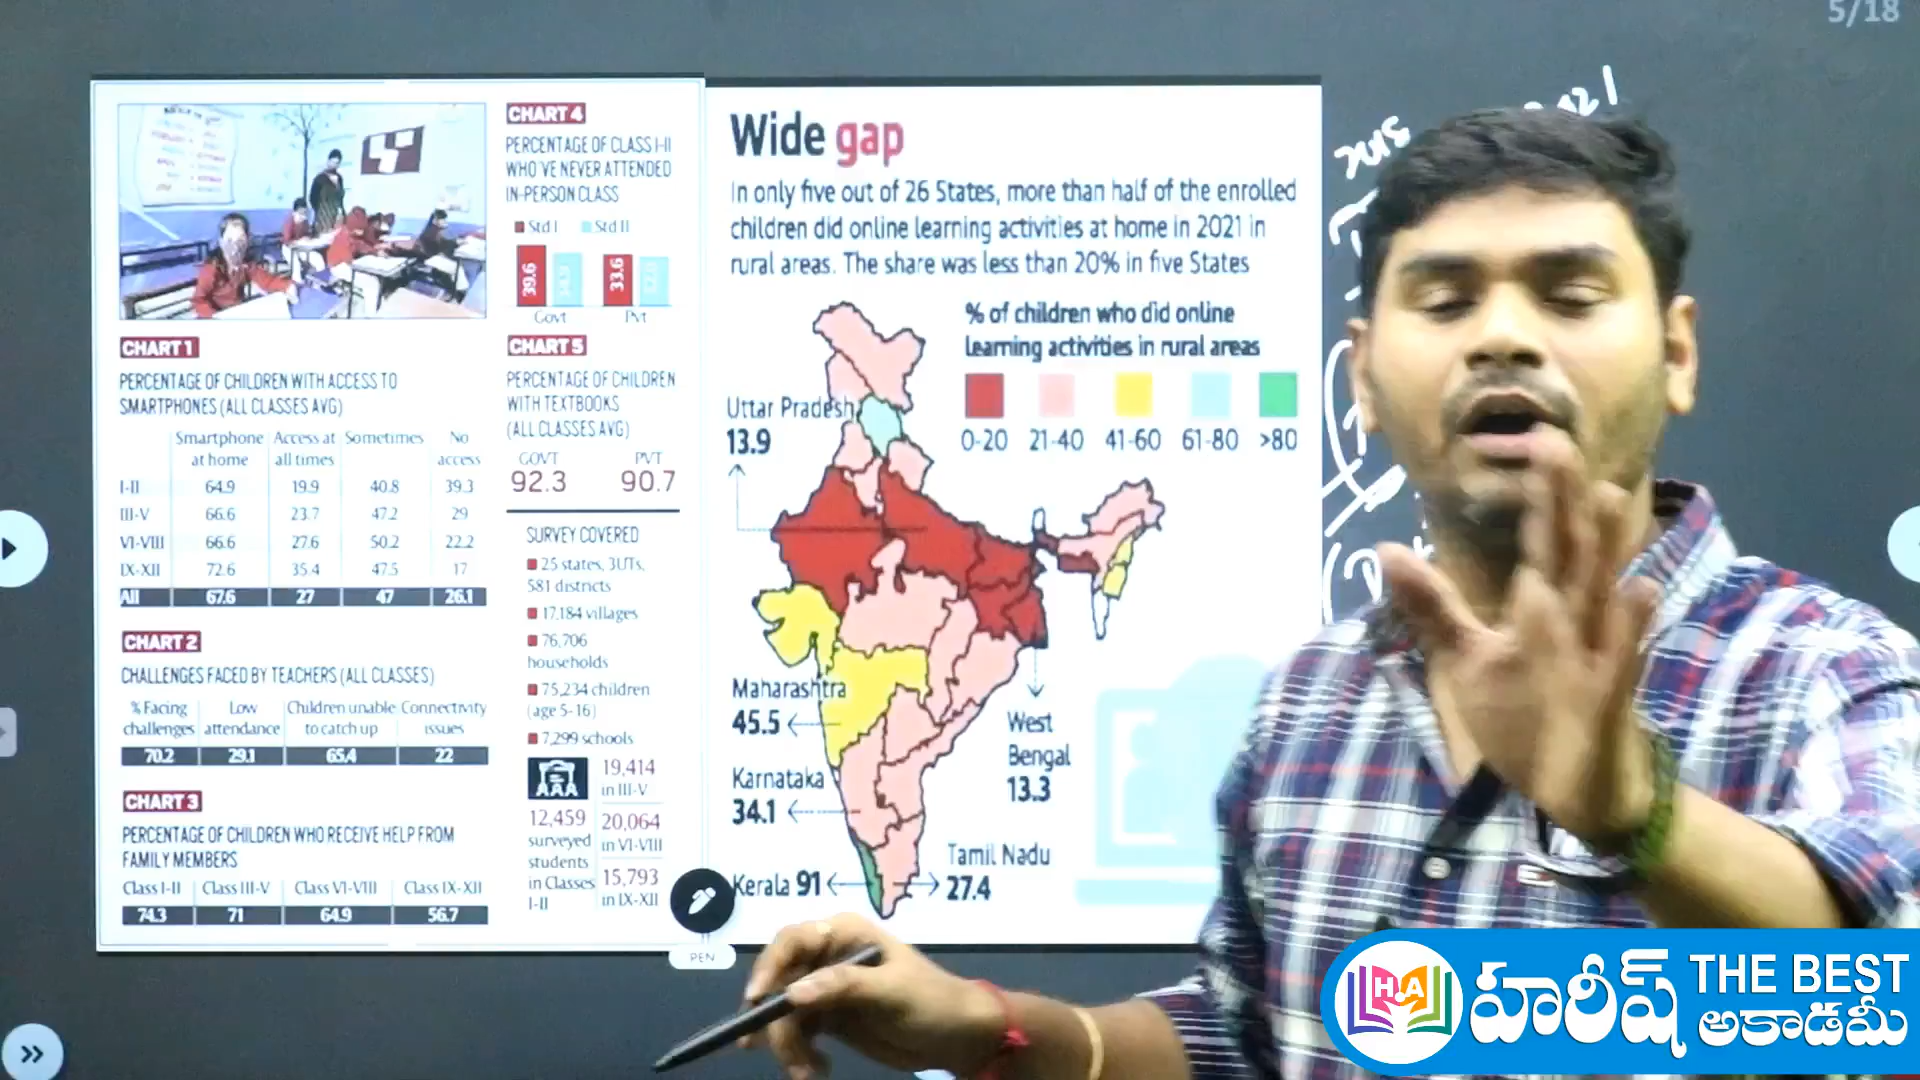 5/18
CHART 4
PERCENTAGE OF CLASS I-II
WHO'VE NEVER ATTENDED
IN-PERSON CLASS
Std I Std II
39.6
33.6
Govt Pvt
CHART 1
PERCENTAGE OF CHILDREN WITH ACCESS TO
SMARTPHONES (ALL CLASSES AVG)
Smartphone at home Access at all times Sometimes No access
I-II 64.9 19.9 40.8 39.3
III-V 66.6 23.7 47.2 29
VI-VIII 66.6 27.6 50.2 22.2
IX-XII 72.6 35.4 47.5 17
All 67.6 27 47 26.1
CHART 2
CHALLENGES FACED BY TEACHERS (ALL CLASSES)
% Facing challenges Low attendance Children unable to catch up Connectivity issues
70.2 29.1 65.4 22
CHART 3
PERCENTAGE OF CHILDREN WHO RECEIVE HELP FROM
FAMILY MEMBERS
Class I-II Class III-V Class VI-VIII Class IX-XII
74.3 71 64.9 56.7
CHART 5
PERCENTAGE OF CHILDREN
WITH TEXTBOOKS
(ALL CLASSES AVG)
GOVT PVT
92.3 90.7
SURVEY COVERED
25 states, 3UTs,
581 districts
17,184 villages
76,706
households
75,234 children
(age 5-16)
7,299 schools
12,459
surveyed
students
in Classes
I-II
19,414
in III-V
20,064
in VI-VIII
15,793
in IX-XII
PEN
Wide gap
In only five out of 26 States, more than half of the enrolled
children did online learning activities at home in 2021 in
rural areas. The share was less than 20% in five States
% of children who did online
learning activities in rural areas
0-20 21-40 41-60 61-80 >80
Uttar Pradesh
13.9
Maharashtra
45.5
Karnataka
34.1
Kerala 91
Tamil Nadu
27.4
West
Bengal
13.3
H.A
హరీష్ THE BEST
అకాడమీ